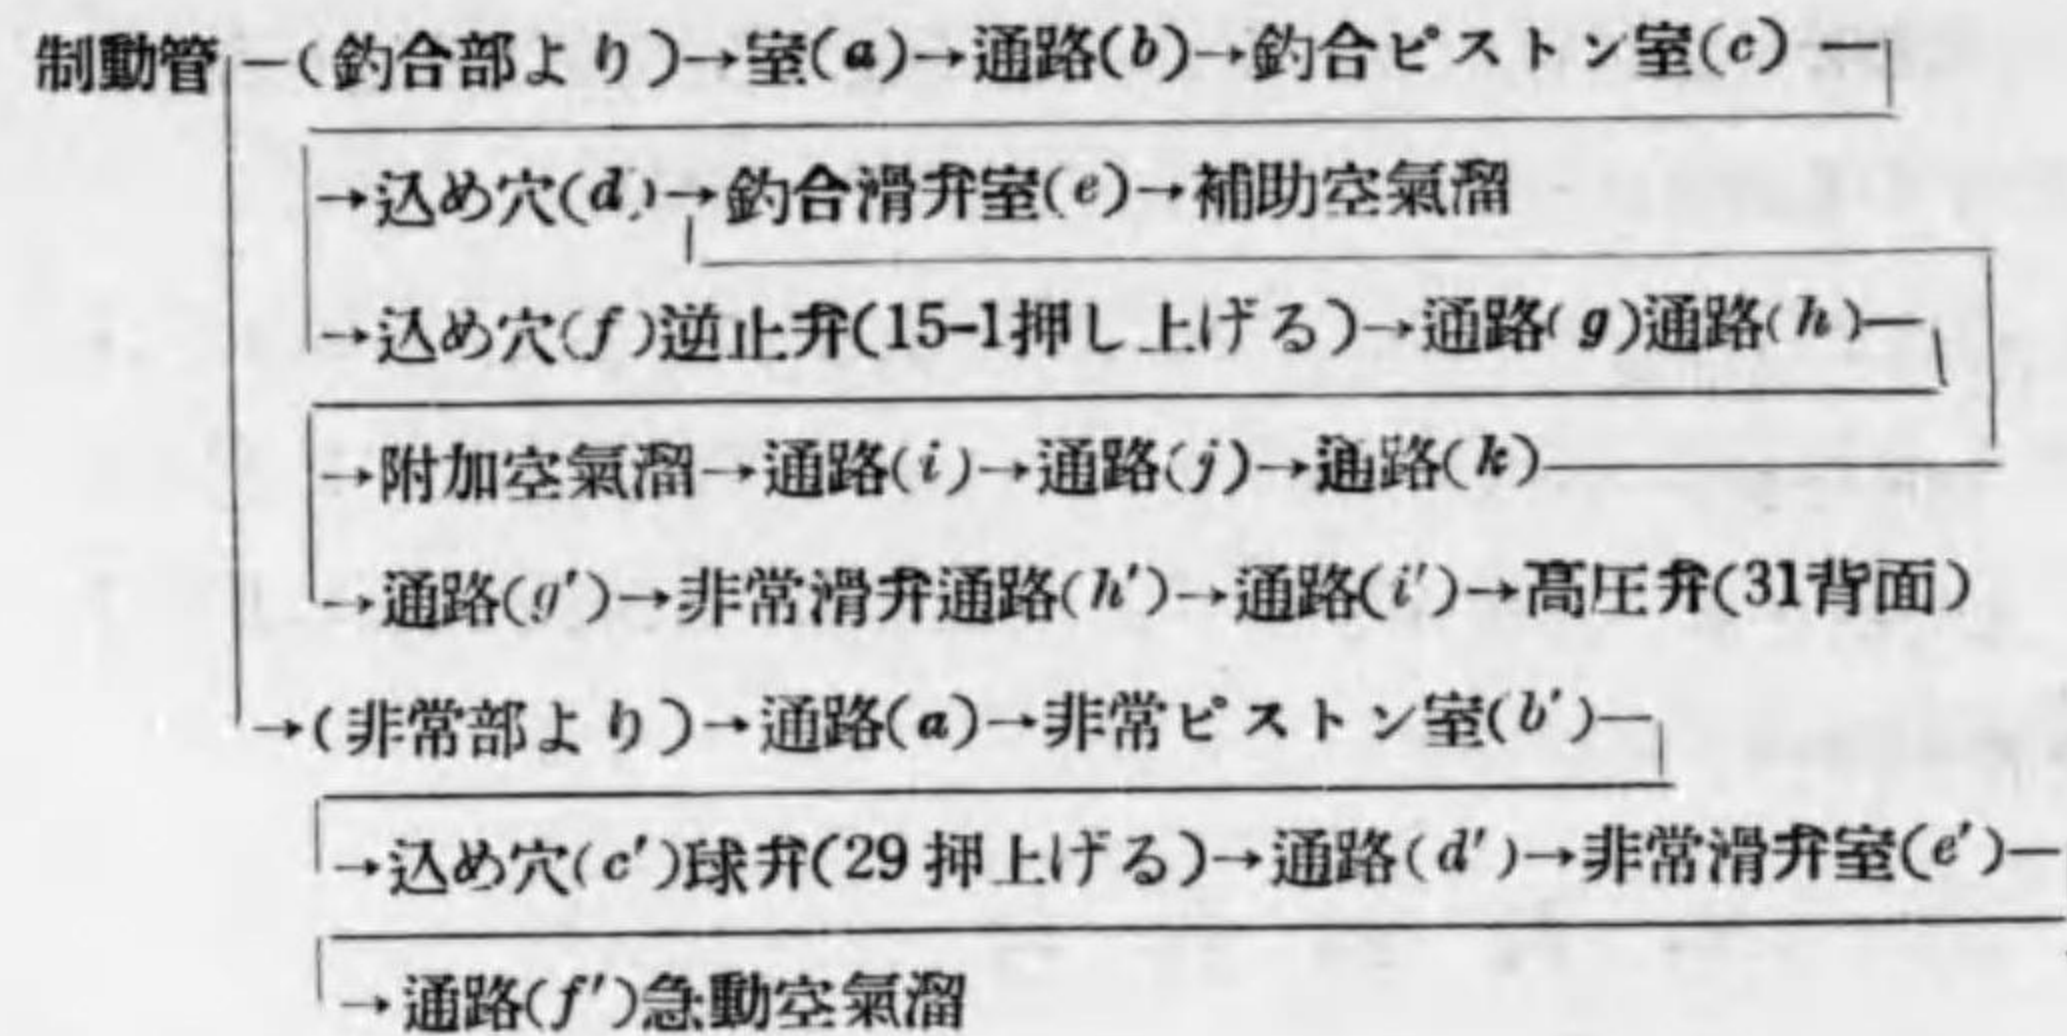 制動管—(釣合部より)→室(a)→通路(b)→釣合ピストン室(c)—
→込め穴(d)→釣合滑弁室(e)→補助空氣溜
→込め穴(f)逆止弁(15-1押し上げる)→通路(g)通路(h)—
→附加空氣溜→通路(i)→通路(j)→通路(k)—
→通路(g′)→非常滑弁通路(h′)→通路(i′)→高圧弁(31背面)
→(非常部より)→通路(a)→非常ピストン室(b′)—
→込め穴(c′)球弁(29押上げる)→通路(d′)→非常滑弁室(e′)—
→通路(f′)急動空氣溜